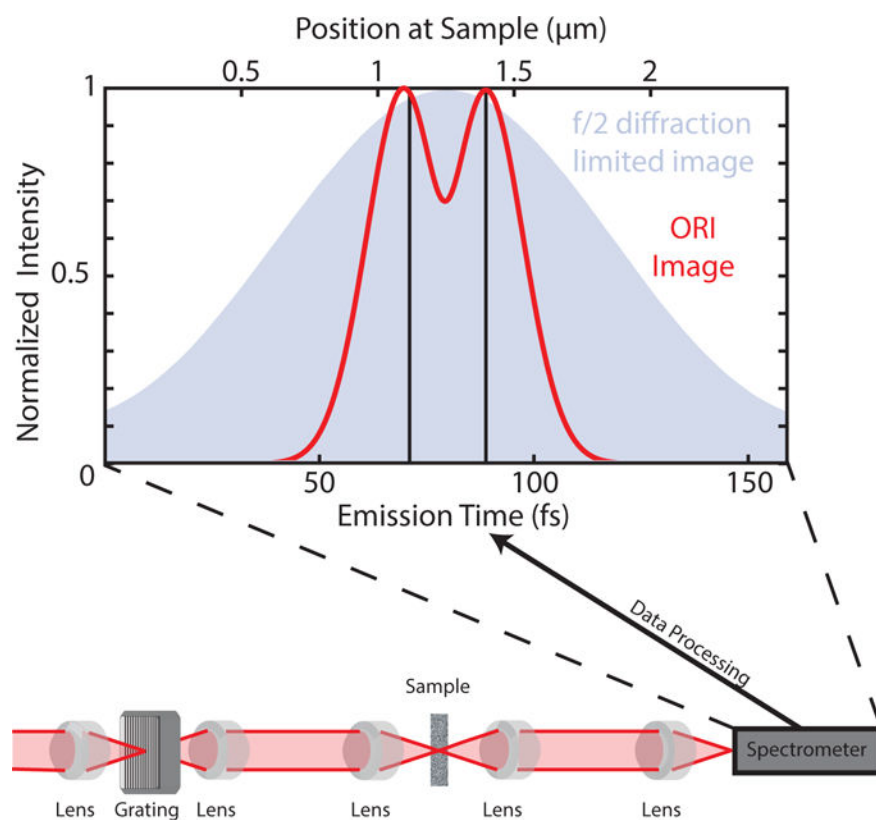 Position at Sample (µm)
0.5
1
1.5
2
1
0.5
0
Normalized Intensity
f/2 diffraction
limited image
ORI
Image
50
100
150
Emission Time (fs)
Data Processing
Sample
Spectrometer
Lens
Grating
Lens
Lens
Lens
Lens